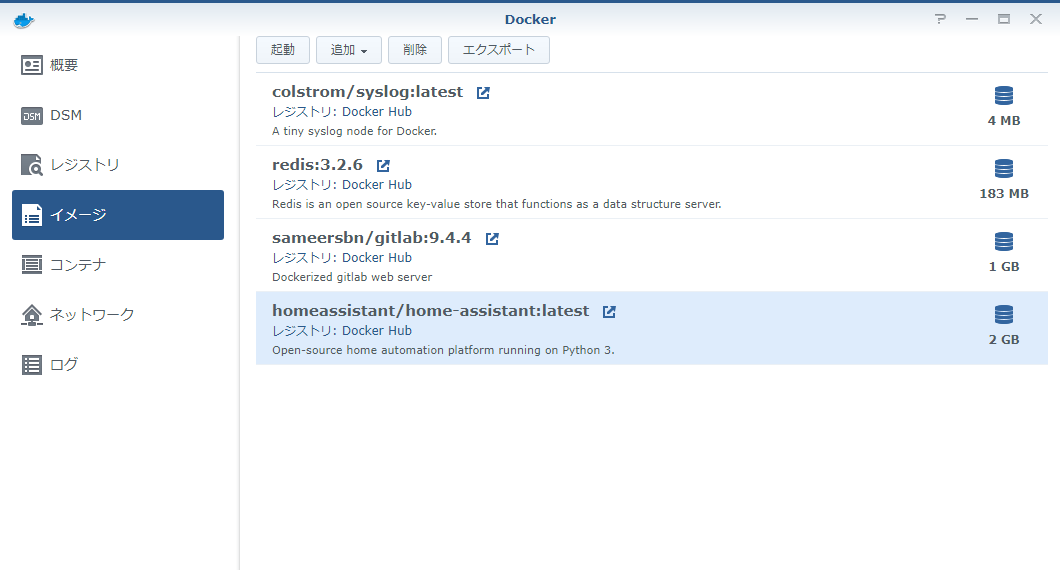 Docker
概要
DSM
レジストリ
イメージ
コンテナ
ネットワーク
ログ
起動 追加 削除 エクスポート
colstrom/syslog:latest
レジストリ: Docker Hub
A tiny syslog node for Docker.
4 MB
redis:3.2.6
レジストリ: Docker Hub
Redis is an open source key-value store that functions as a data structure server.
183 MB
sameersbn/gitlab:9.4.4
レジストリ: Docker Hub
Dockerized gitlab web server
1 GB
homeassistant/home-assistant:latest
レジストリ: Docker Hub
Open-source home automation platform running on Python 3.
2 GB